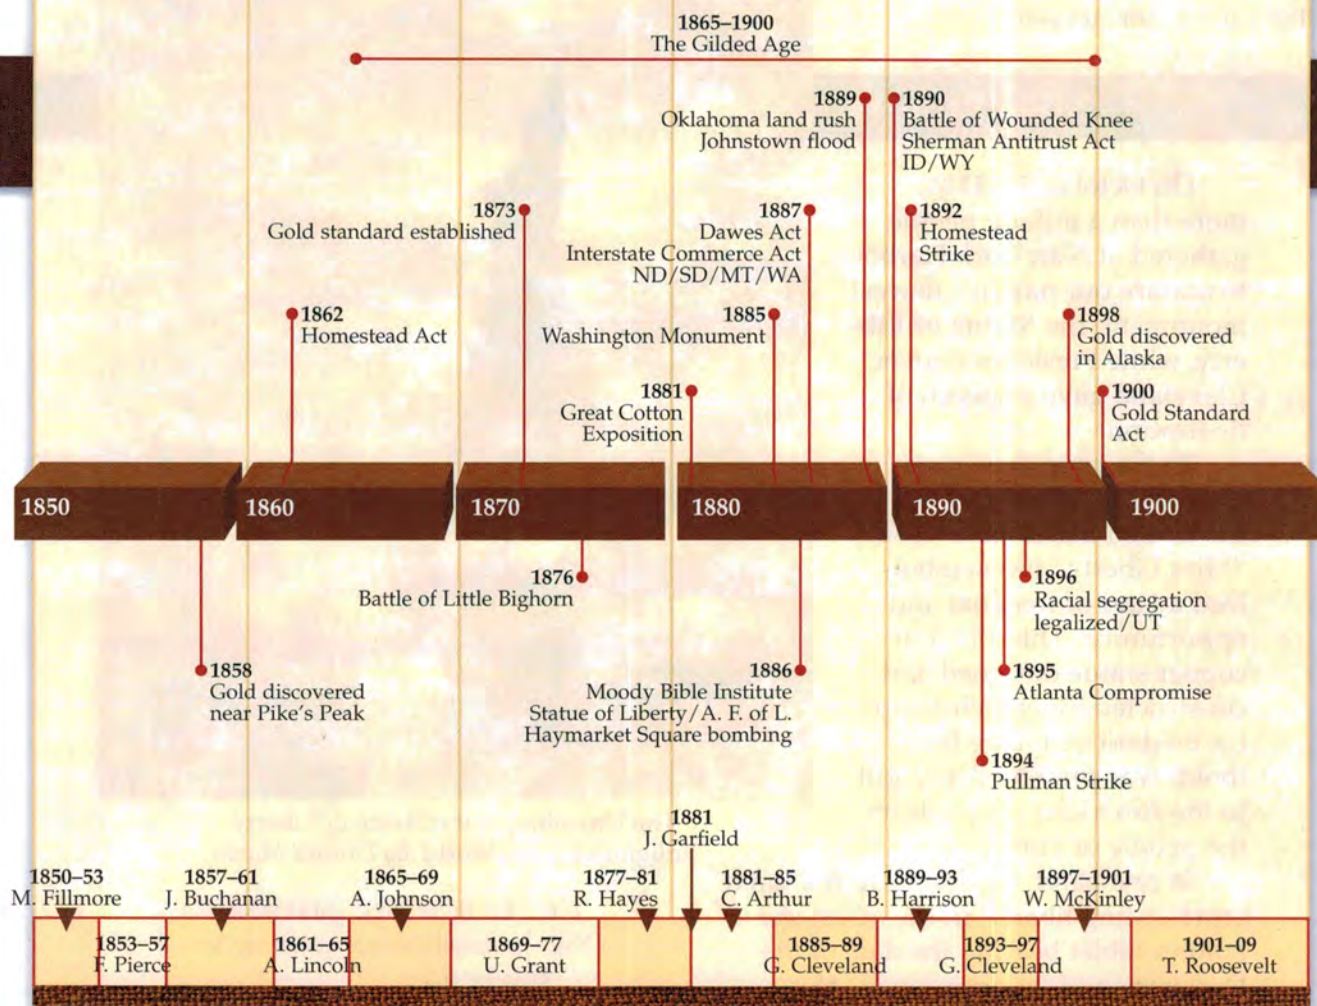 1865–1900
The Gilded Age
1889
Oklahoma land rush
Johnstown flood
1890
Battle of Wounded Knee
Sherman Antitrust Act
ID/WY
1873
Gold standard established
1887
Dawes Act
Interstate Commerce Act
ND/SD/MT/WA
1892
Homestead
Strike
1862
Homestead Act
1885
Washington Monument
1898
Gold discovered
in Alaska
1881
Great Cotton
Exposition
1900
Gold Standard
Act
1850
1860
1870
1880
1890
1900
1876
Battle of Little Bighorn
1896
Racial segregation
legalized/UT
1858
Gold discovered
near Pike's Peak
1886
Moody Bible Institute
Statue of Liberty/A. F. of L.
Haymarket Square bombing
1895
Atlanta Compromise
1894
Pullman Strike
1881
J. Garfield
1850–53
M. Fillmore
1857–61
J. Buchanan
1865–69
A. Johnson
1877–81
R. Hayes
1881–85
C. Arthur
1889–93
B. Harrison
1897–1901
W. McKinley
1853–57
F. Pierce
1861–65
A. Lincoln
1869–77
U. Grant
1885–89
G. Cleveland
1893–97
G. Cleveland
1901–09
T. Roosevelt